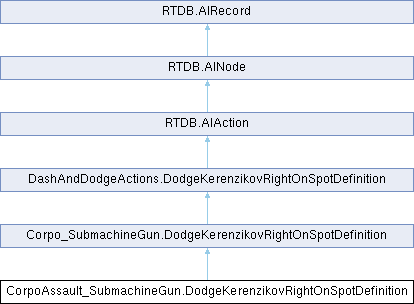 RTDB.AIRecord
RTDB.AINode
RTDB.AIAction
DashAndDodgeActions.DodgeKerenzikovRightOnSpotDefinition
Corpo_SubmachineGun.DodgeKerenzikovRightOnSpotDefinition
CorpoAssault_SubmachineGun.DodgeKerenzikovRightOnSpotDefinition